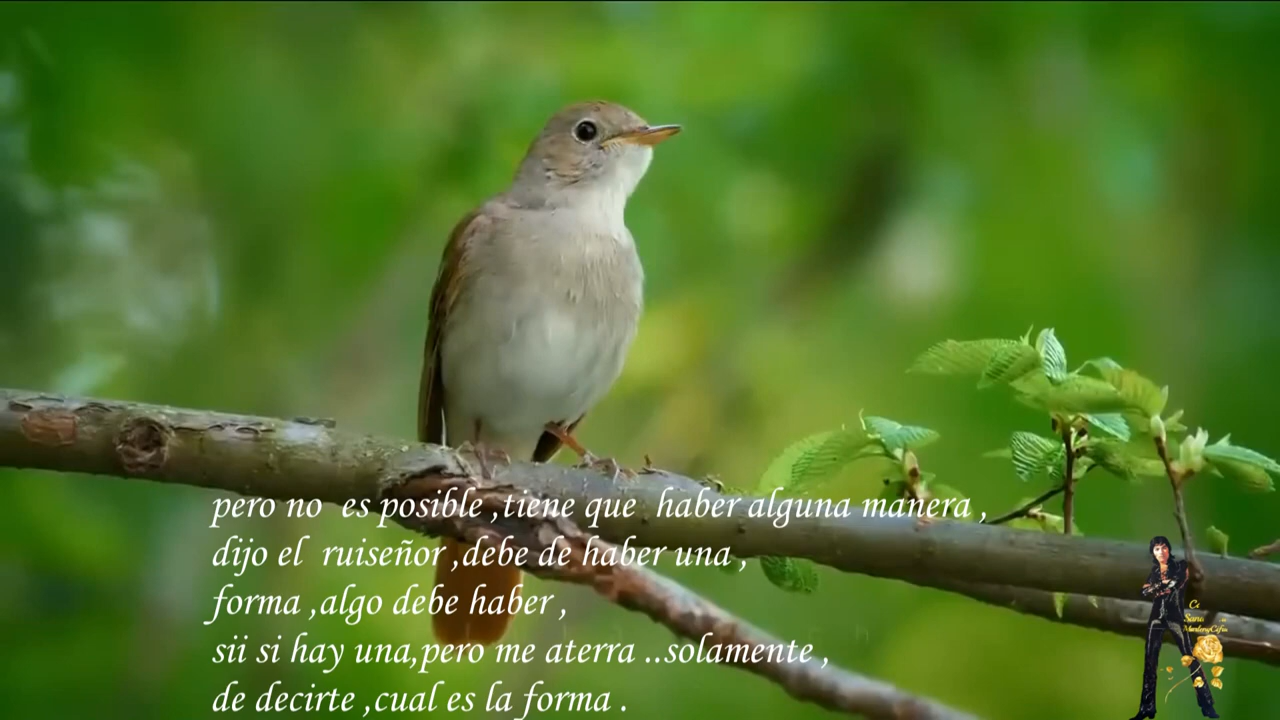 pero no es posible ,tiene que haber alguna manera ,
dijo el ruiseñor ,debe de haber una ,
forma ,algo debe haber ,
sii si hay una,pero me aterra ..solamente ,
de decirte ,cual es la forma .